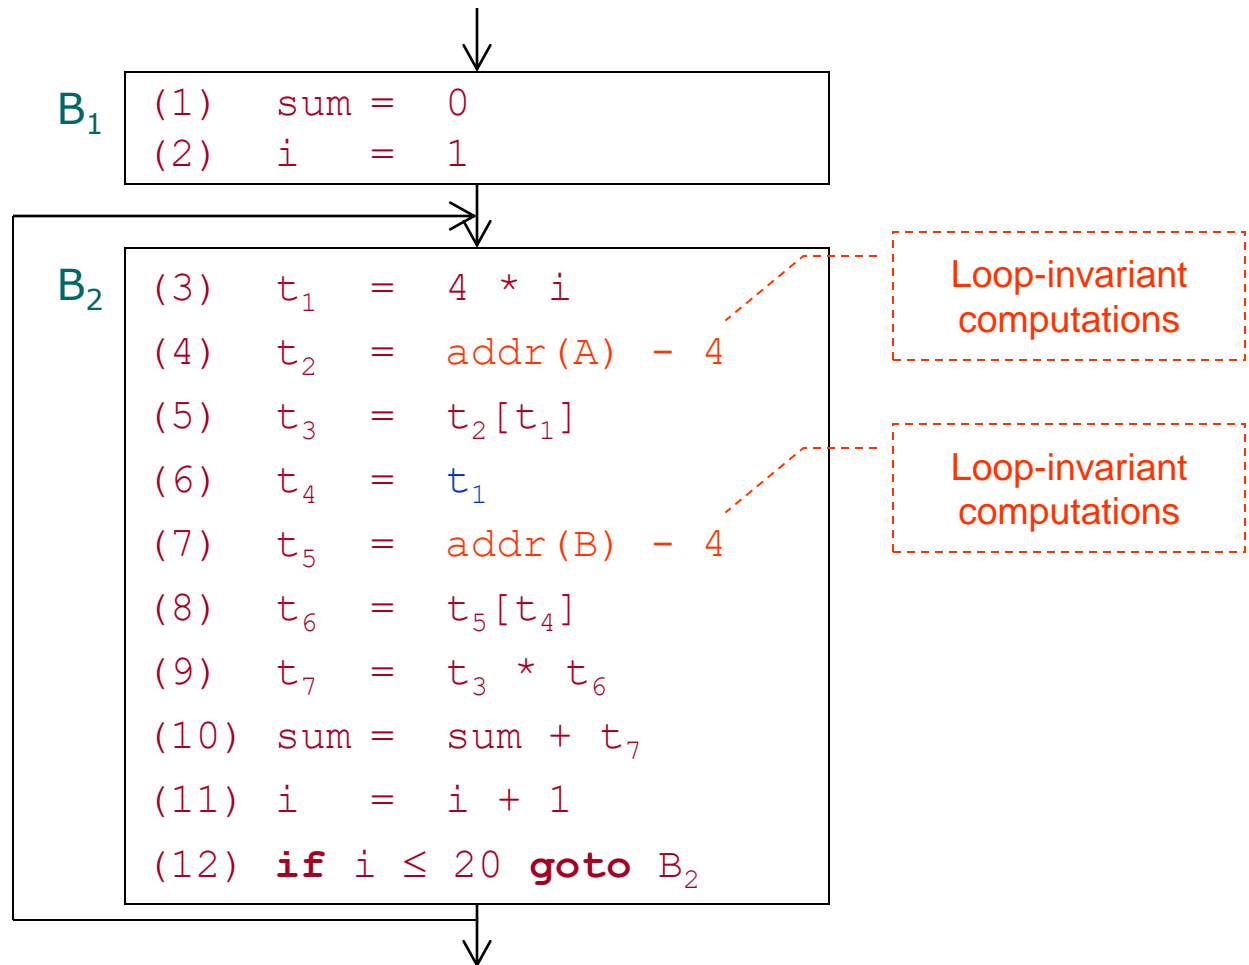 B₁
(1) sum = 0
(2) i = 1
B₂
(3) t₁ = 4 * i
(4) t₂ = addr(A) - 4
(5) t₃ = t₂[t₁]
(6) t₄ = t₁
(7) t₅ = addr(B) - 4
(8) t₆ = t₅[t₄]
(9) t₇ = t₃ * t₆
(10) sum = sum + t₇
(11) i = i + 1
(12) if i ≤ 20 goto B₂
Loop-invariant
computations
Loop-invariant
computations